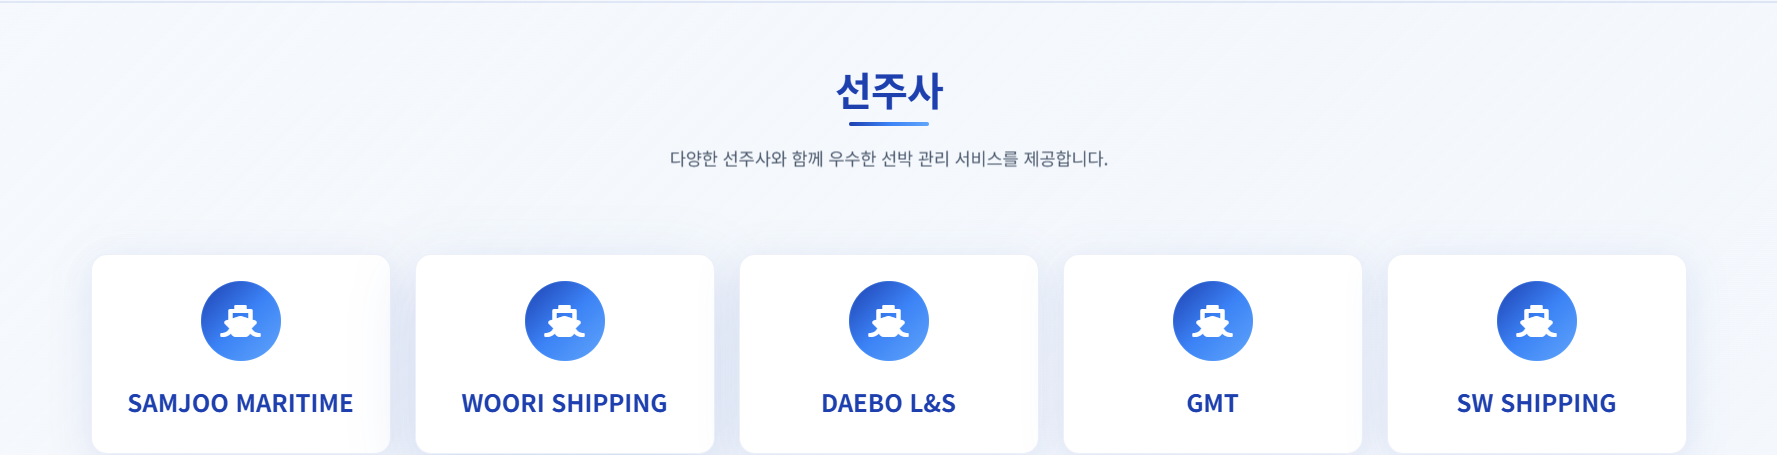 선주사
다양한 선주사와 함께 우수한 선박 관리 서비스를 제공합니다.
SAMJOO MARITIME
WOORI SHIPPING
DAEBO L&S
GMT
SW SHIPPING